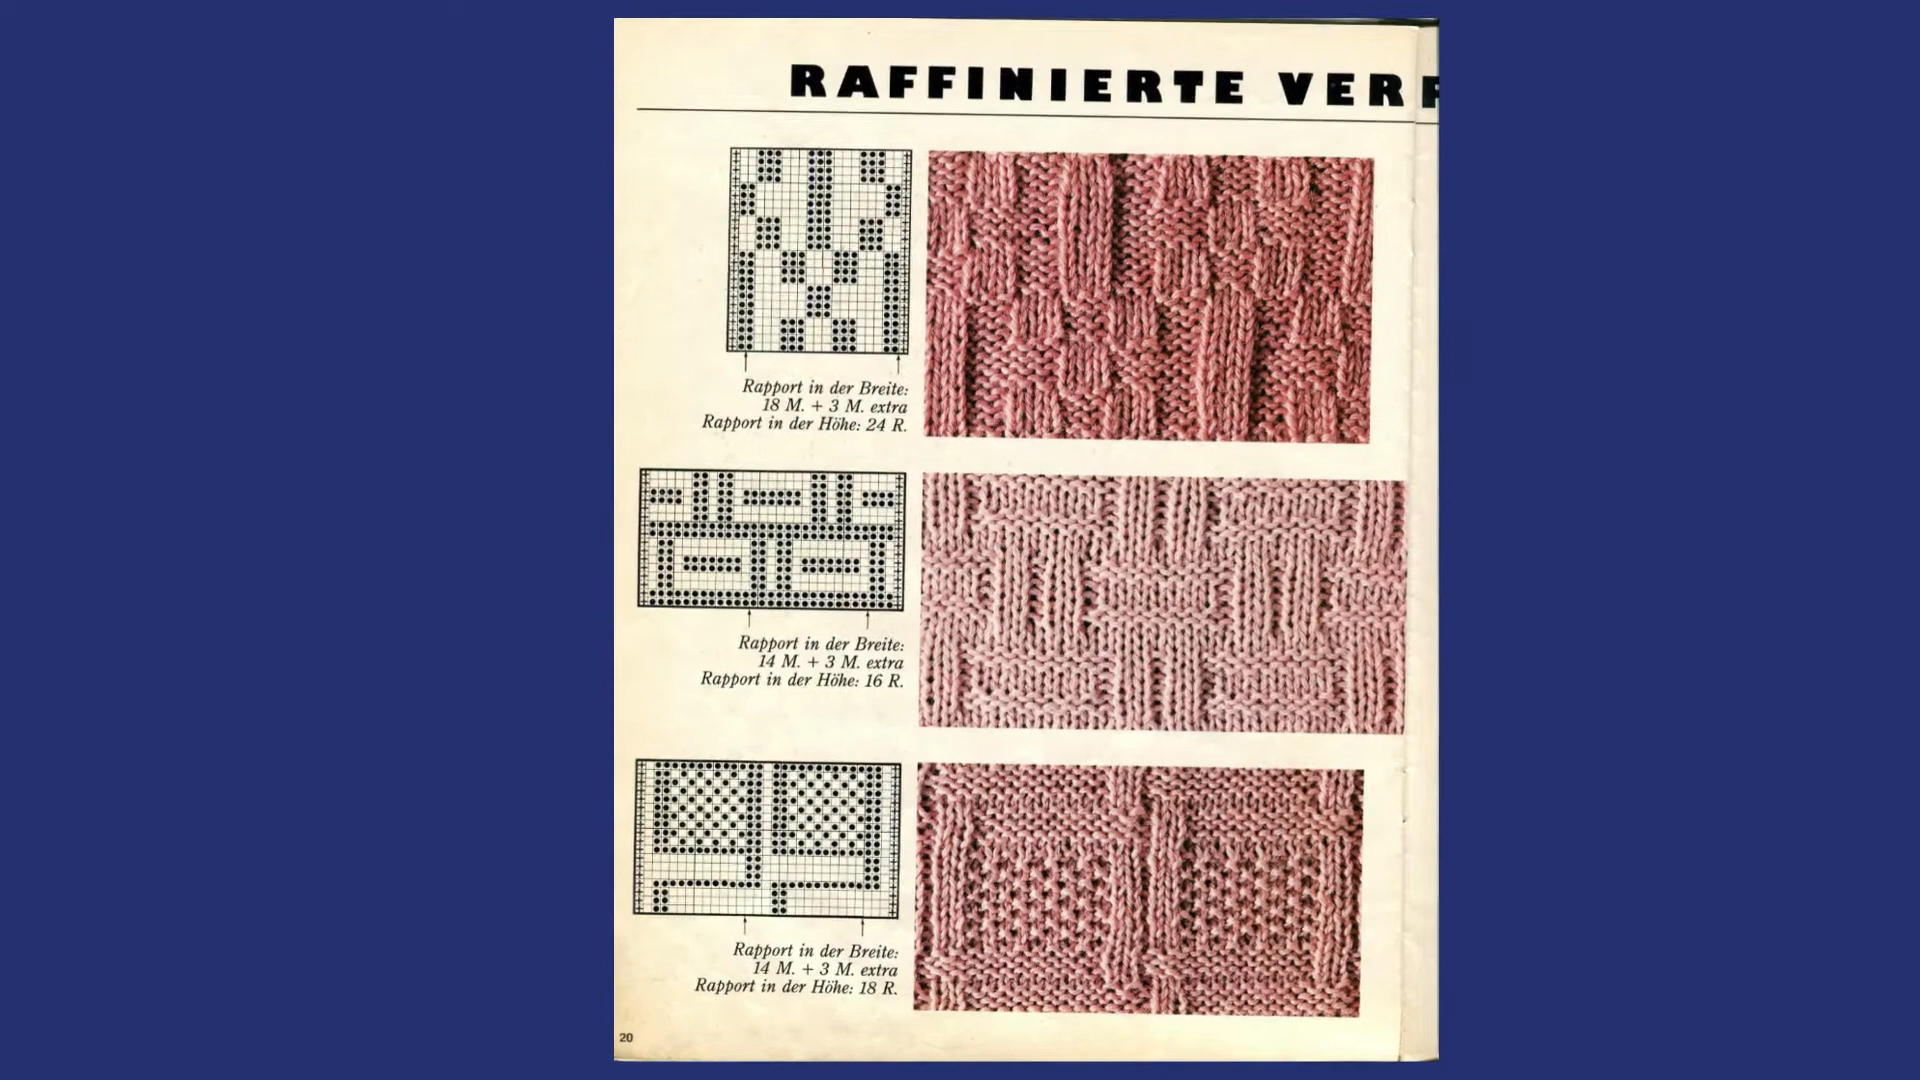 RAFFINIERTE VER
Rapport in der Breite:
18 M. + 3 M. extra
Rapport in der Höhe: 24 R.
Rapport in der Breite:
14 M. + 3 M. extra
Rapport in der Höhe: 16 R.
Rapport in der Breite:
14 M. + 3 M. extra
Rapport in der Höhe: 18 R.
20